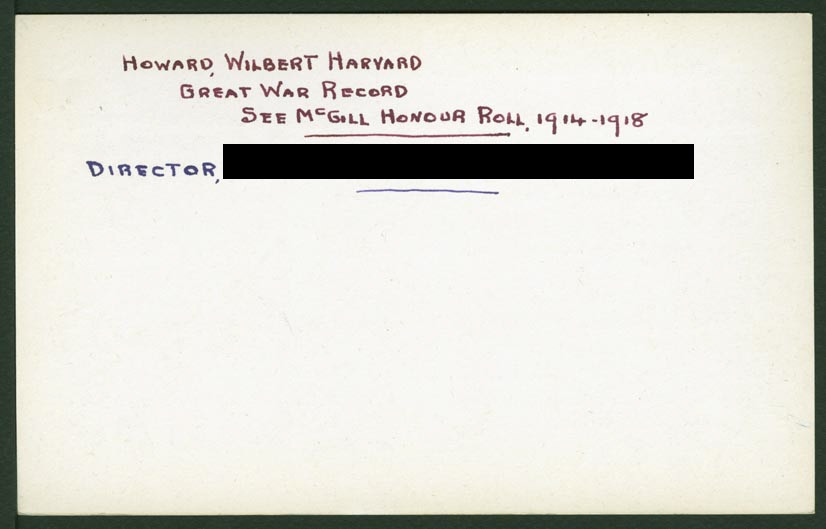 Howard, Wilbert Harvard
Great War Record
See McGill Honour Roll, 1914-1918
Director,